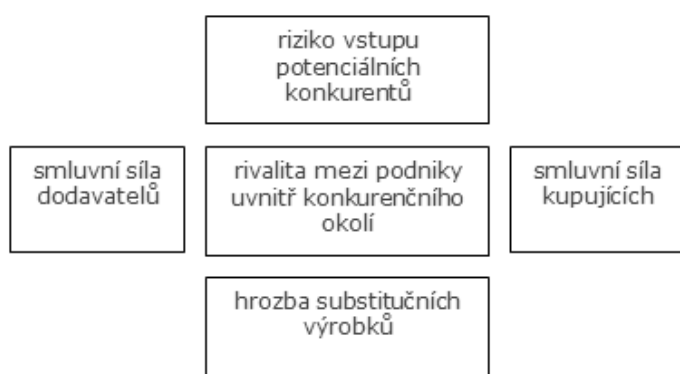 riziko vstupu
potenciálních
konkurentů
smluvní síla
dodavatelů
rivalita mezi podniky
uvnitř konkurenčního
okolí
smluvní síla
kupujících
hrozba substitučních
výrobků